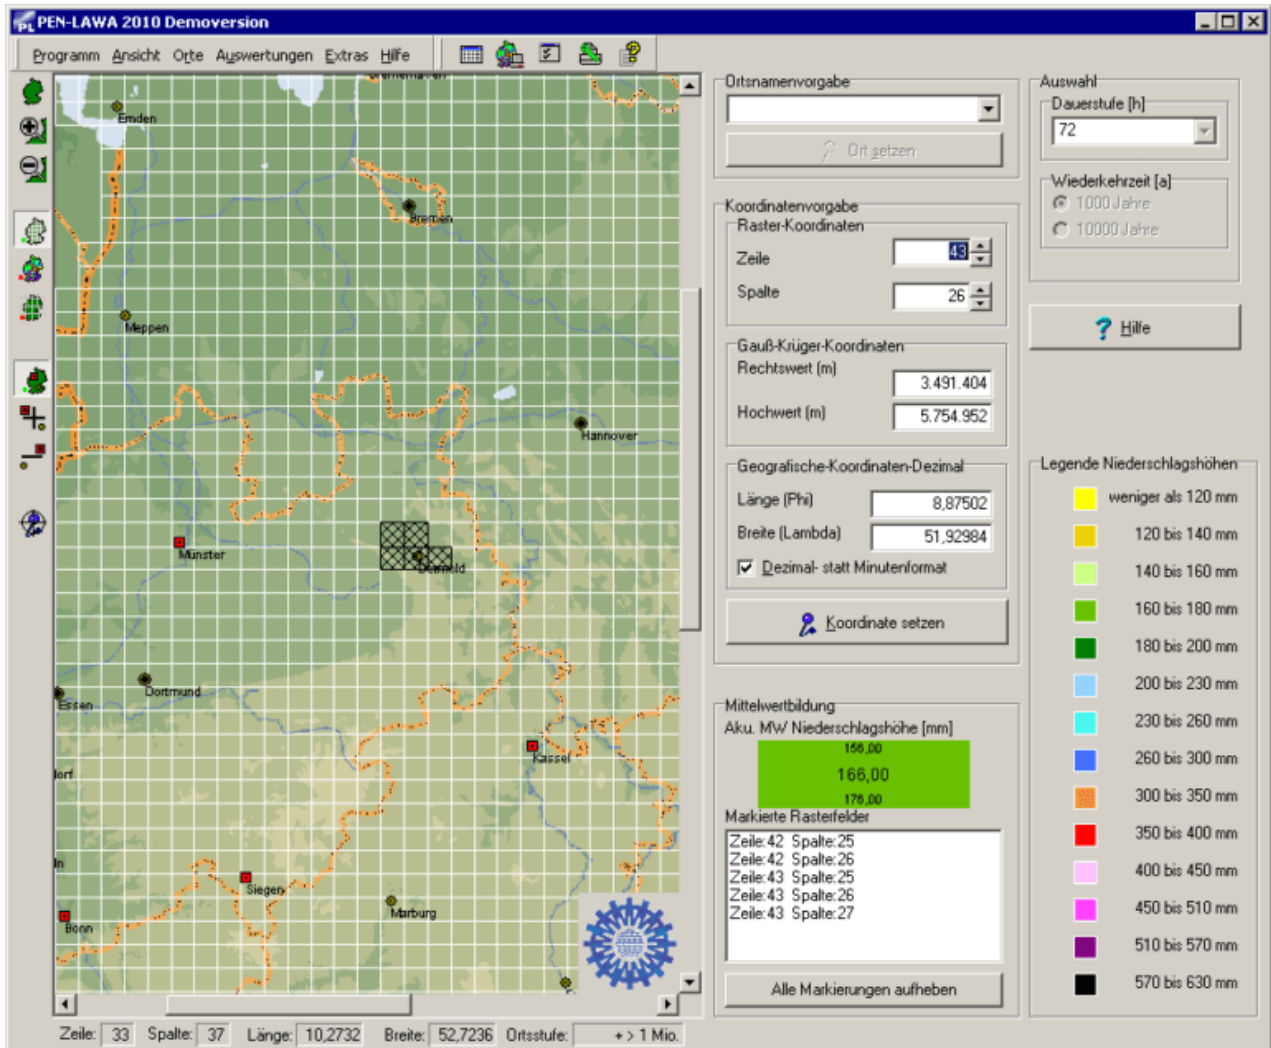 PEN-LAWA 2010 Demoversion
Programm Ansicht Orte Auswertungen Extras Hilfe
Emden
Bremen
Meppen
Hannover
Münster
Detmold
Dortmund
Essen
Kassel
dorf
ln
Siegen
Marburg
Bonn
Zeile: 33 Spalte: 37 Länge: 10,2732 Breite: 52,7236 Ortsstufe: + > 1 Mio.
Ortsnamenvorgabe
Ort setzen
Koordinatenvorgabe
Raster-Koordinaten
Zeile 43
Spalte 26
Gauß-Krüger-Koordinaten
Rechtswert (m) 3.491.404
Hochwert (m) 5.754.952
Geografische-Koordinaten-Dezimal
Länge (Phi) 8,87502
Breite (Lambda) 51,92984
Dezimal- statt Minutenformat
Koordinate setzen
Mittelwertbildung
Aku. MW Niederschlagshöhe [mm]
166,00
176,00
Markierte Rasterfelder
Zeile:42 Spalte:25
Zeile:42 Spalte:26
Zeile:43 Spalte:25
Zeile:43 Spalte:26
Zeile:43 Spalte:27
Alle Markierungen aufheben
Auswahl
Dauerstufe [h]
72
Wiederkehrzeit [a]
1000 Jahre
10000 Jahre
? Hilfe
Legende Niederschlagshöhen
weniger als 120 mm
120 bis 140 mm
140 bis 160 mm
160 bis 180 mm
180 bis 200 mm
200 bis 230 mm
230 bis 260 mm
260 bis 300 mm
300 bis 350 mm
350 bis 400 mm
400 bis 450 mm
450 bis 510 mm
510 bis 570 mm
570 bis 630 mm